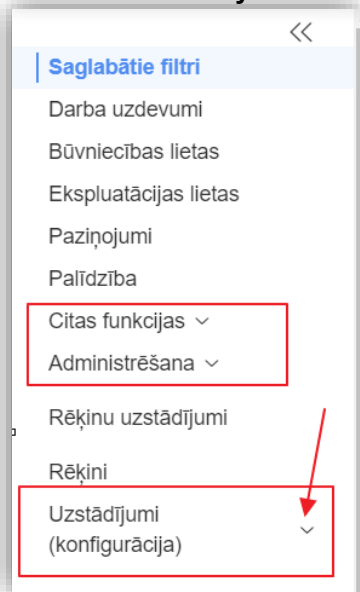 Saglabātie filtri
Darba uzdevumi
Būvniecības lietas
Ekspluatācijas lietas
Paziņojumi
Palīdzība
Citas funkcijas
Administrēšana
Rēķinu uzstādījumi
Rēķini
Uzstādījumi
(konfigurācija)